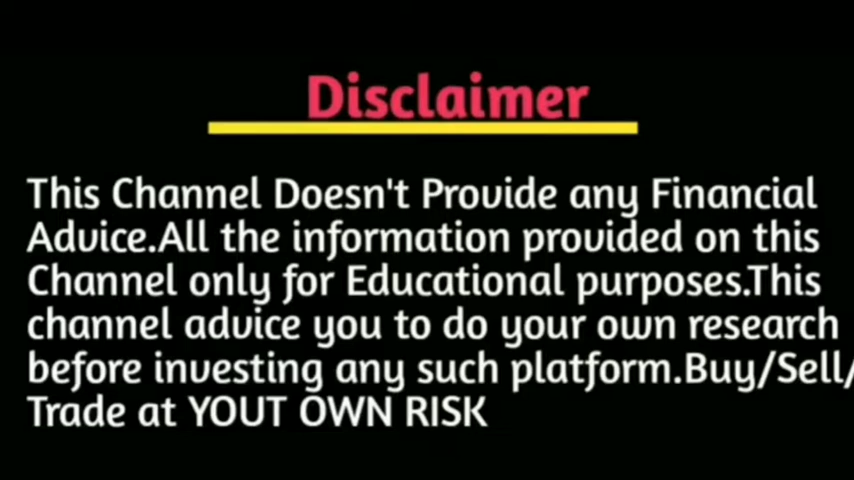 Disclaimer
This Channel Doesn't Provide any Financial
Advice.All the information provided on this
Channel only for Educational purposes.This
channel advice you to do your own research
before investing any such platform.Buy/Sell/
Trade at YOUT OWN RISK